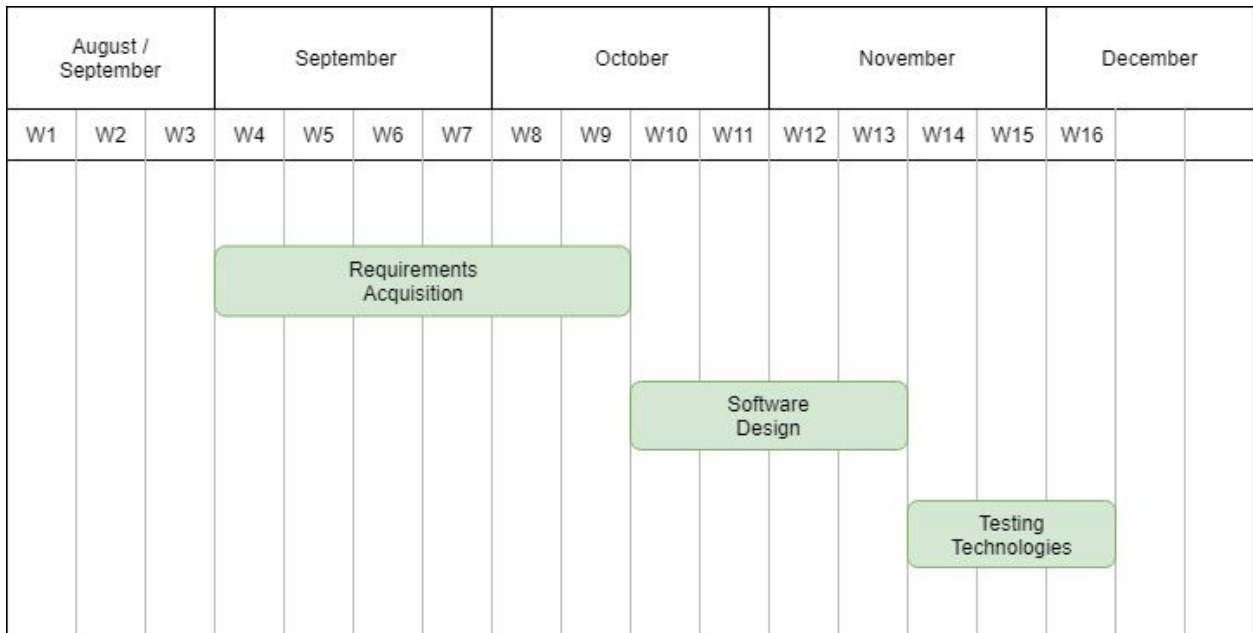 August /
September
September
October
November
December
W1 W2 W3 W4 W5 W6 W7 W8 W9 W10 W11 W12 W13 W14 W15 W16
Requirements
Acquisition
Software
Design
Testing
Technologies